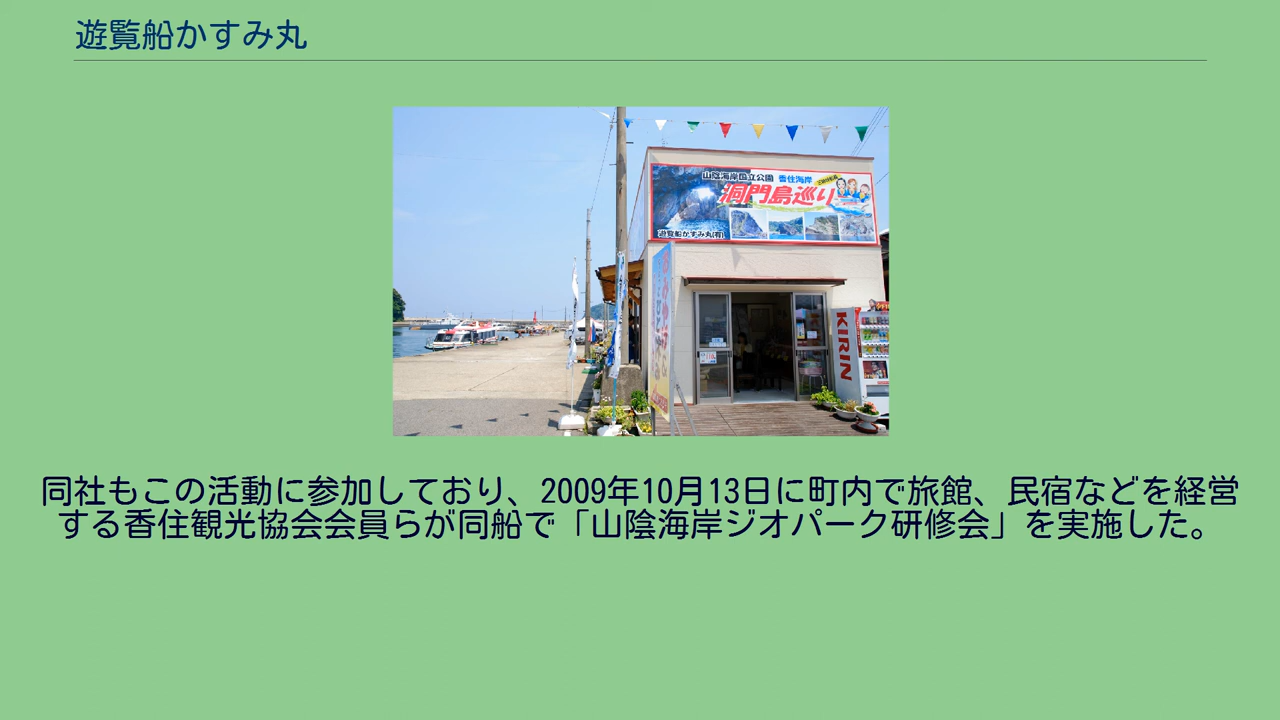 遊覧船かすみ丸
山陰海岸国立公園 香住海岸
洞門島巡り
遊覧船かすみ丸(有)
KIRIN
同社もこの活動に参加しており、2009年10月13日に町内で旅館、民宿などを経営
する香住観光協会会員らが同船で「山陰海岸ジオパーク研修会」を実施した。